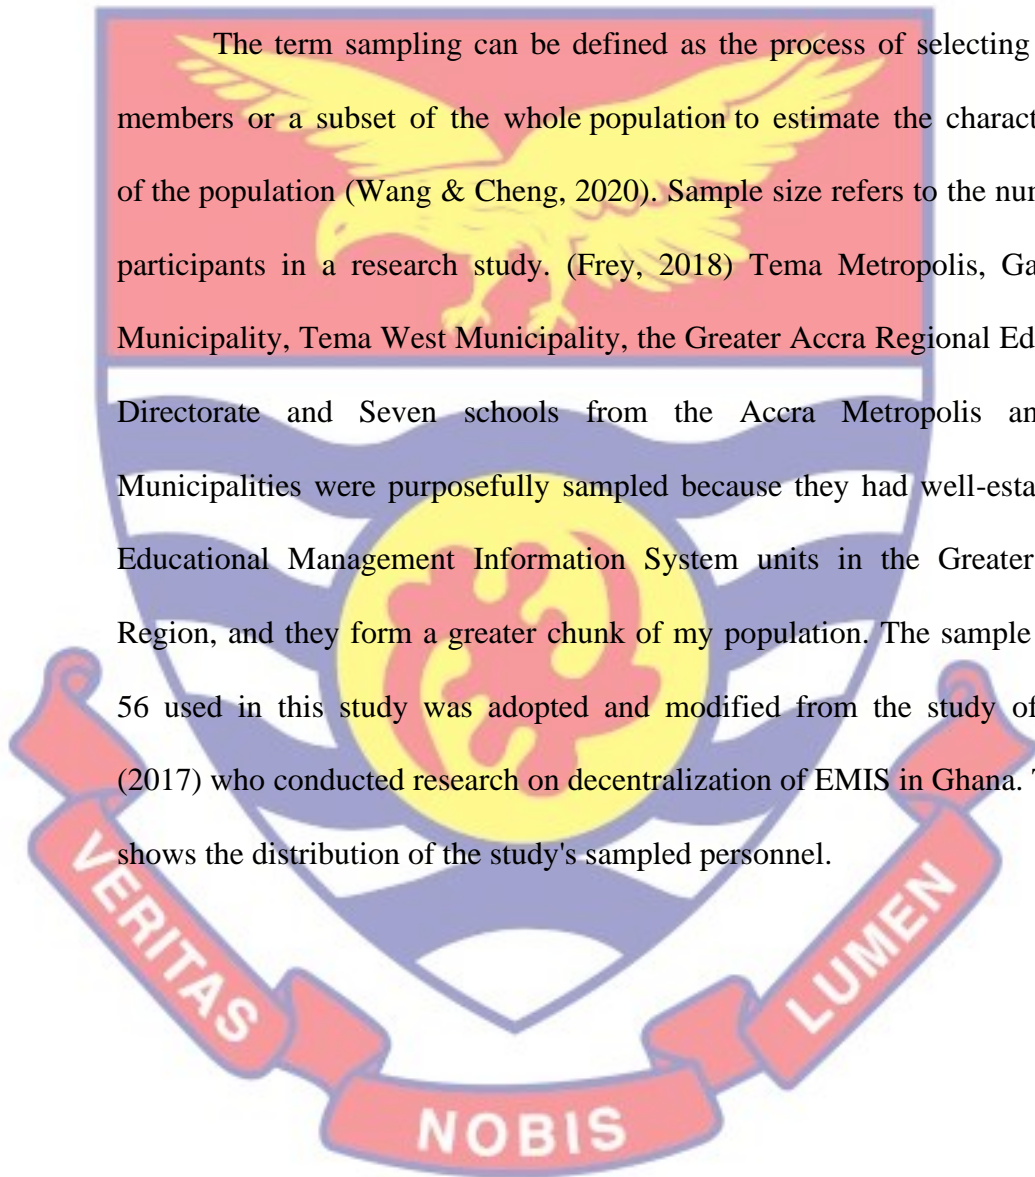 The term sampling can be defined as the process of selecting
members or a subset of the whole population to estimate the charact
of the population (Wang & Cheng, 2020). Sample size refers to the nu
participants in a research study. (Frey, 2018) Tema Metropolis, Ga
Municipality, Tema West Municipality, the Greater Accra Regional Ed
Directorate and Seven schools from the Accra Metropolis an
Municipalities were purposefully sampled because they had well-esta
Educational Management Information System units in the Greater
Region, and they form a greater chunk of my population. The sample
56 used in this study was adopted and modified from the study of
(2017) who conducted research on decentralization of EMIS in Ghana.
shows the distribution of the study's sampled personnel.
VERITAS
NOBIS
LUMEN